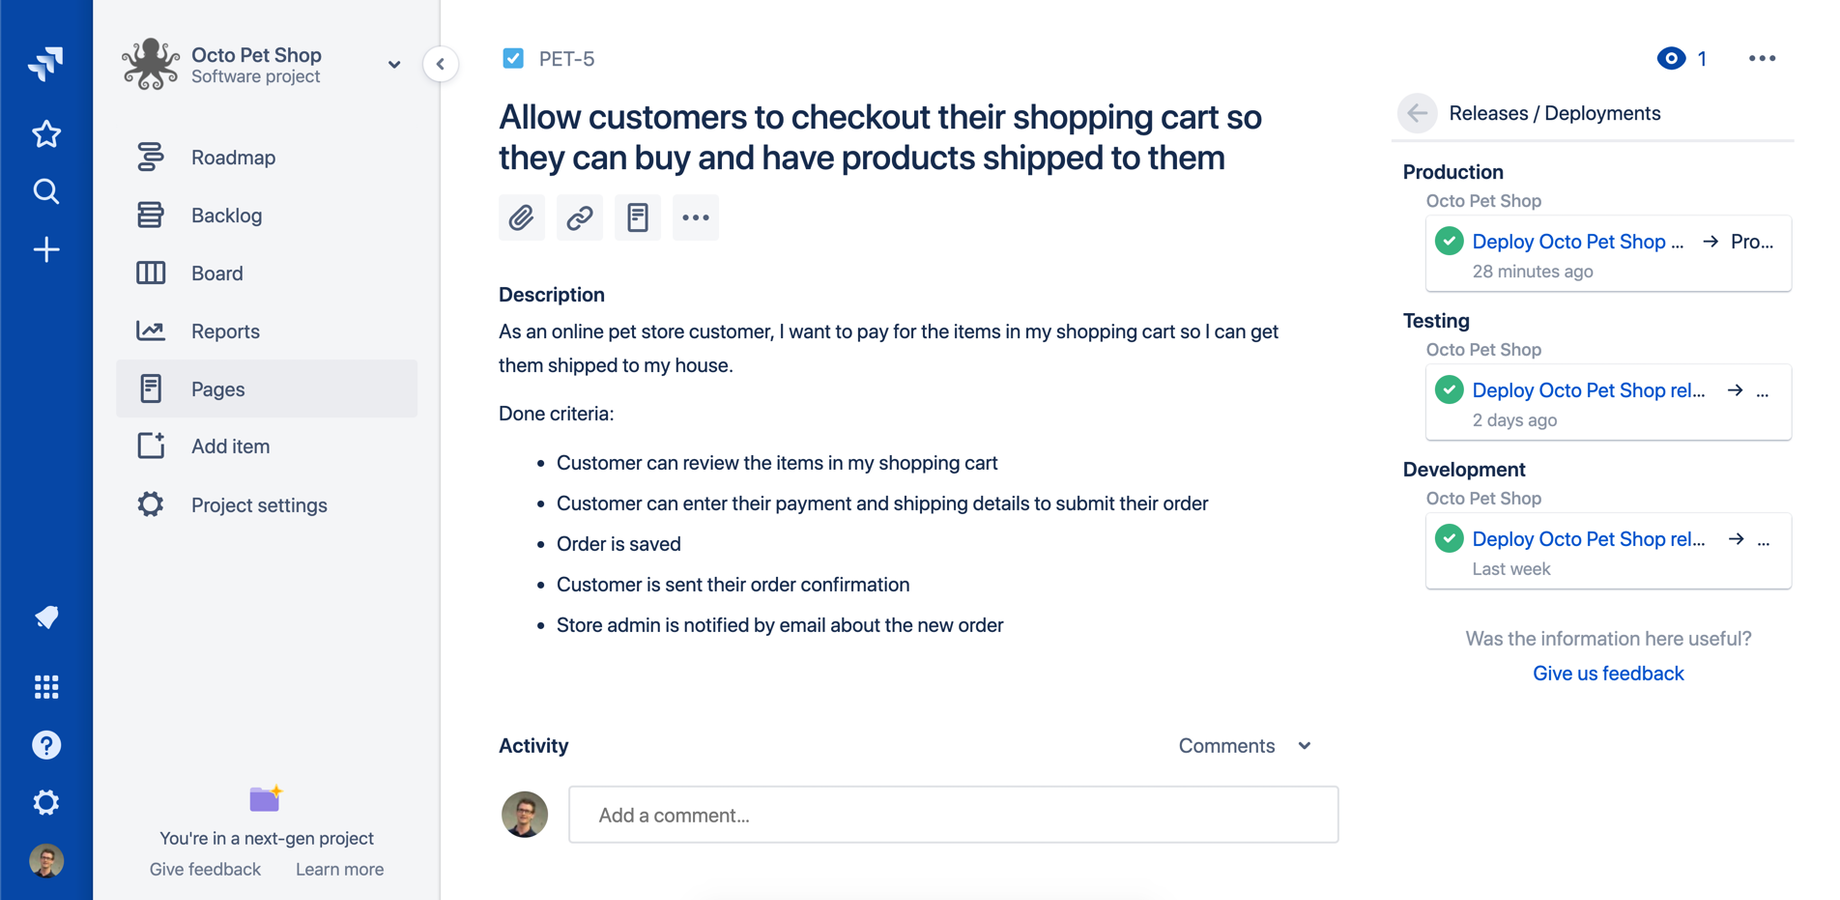 Octo Pet Shop
Software project
Roadmap
Backlog
Board
Reports
Pages
Add item
Project settings
You're in a next-gen project
Give feedback Learn more
PET-5
1
Allow customers to checkout their shopping cart so
they can buy and have products shipped to them
Description
As an online pet store customer, I want to pay for the items in my shopping cart so I can get
them shipped to my house.
Done criteria:
• Customer can review the items in my shopping cart
• Customer can enter their payment and shipping details to submit their order
• Order is saved
• Customer is sent their order confirmation
• Store admin is notified by email about the new order
Activity
Comments
Add a comment...
Releases / Deployments
Production
Octo Pet Shop
Deploy Octo Pet Shop ... → Pro...
28 minutes ago
Testing
Octo Pet Shop
Deploy Octo Pet Shop rel... → ...
2 days ago
Development
Octo Pet Shop
Deploy Octo Pet Shop rel... → ...
Last week
Was the information here useful?
Give us feedback